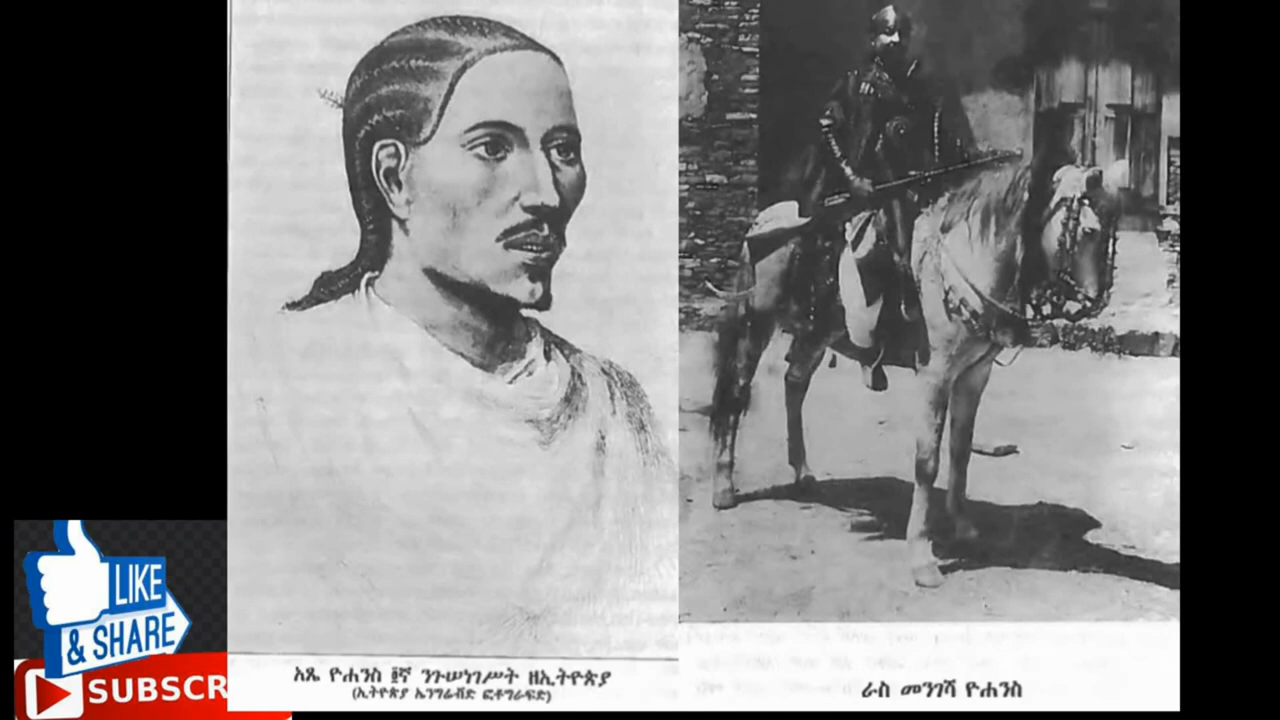 LIKE
& SHARE
SUBSCR
አጼ ዮሐንስ ፬ኛ ንጉሠነገሥት ዘኢትዮጵያ
(ኢትዮጵያ ኢንግሬቭድ ፎቶግራፍድ)
ራስ መንገሻ ዮሐንስ